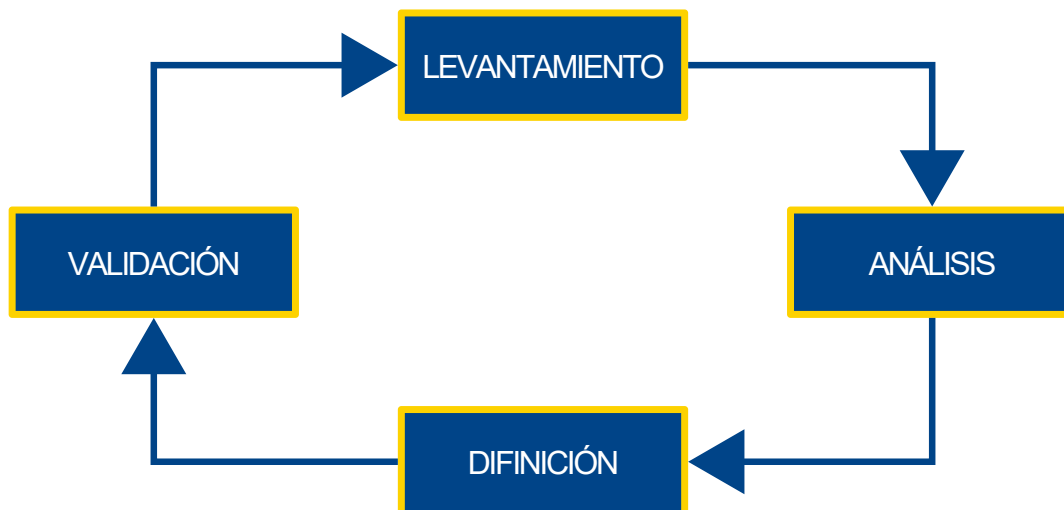 LEVANTAMIENTO
VALIDACIÓN
ANÁLISIS
DIFINICIÓN